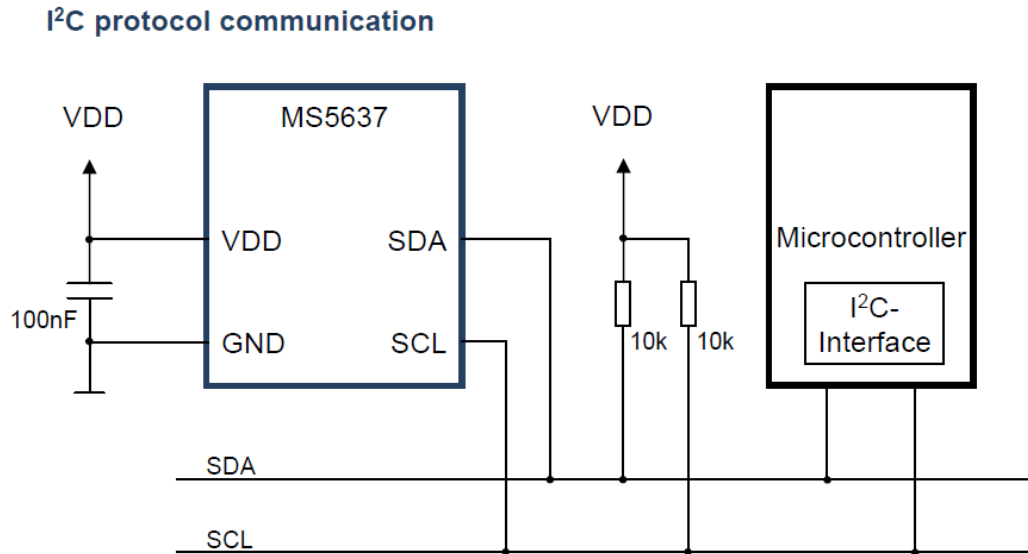 I²C protocol communication
VDD
MS5637
VDD
VDD
SDA
Microcontroller
100nF
GND
SCL
10k
10k
I²C-
Interface
SDA
SCL